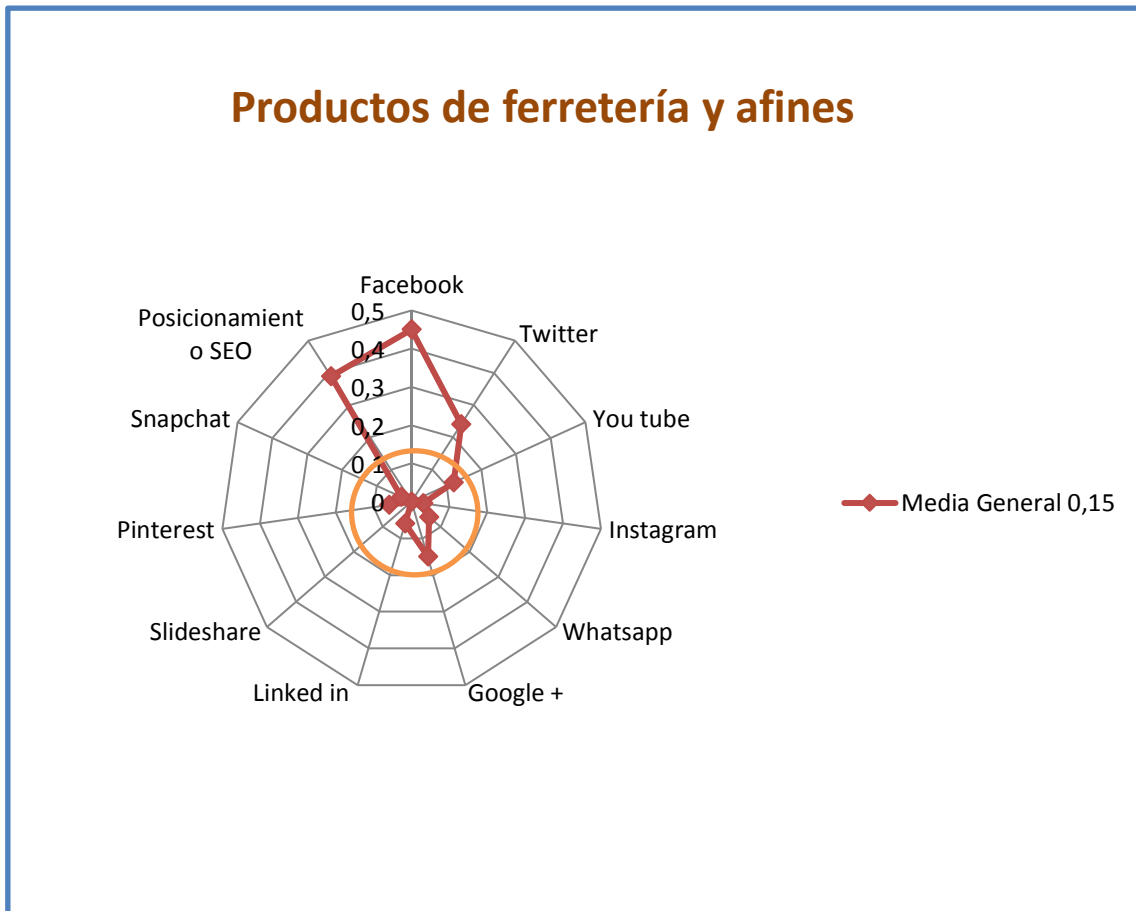 Productos de ferretería y afines
Facebook
Twitter
You tube
Instagram
Whatsapp
Google +
Linked in
Slideshare
Pinterest
Snapchat
Posicionamient
o SEO
0,5
0,4
0,3
0,2
0,1
0
Media General 0,15